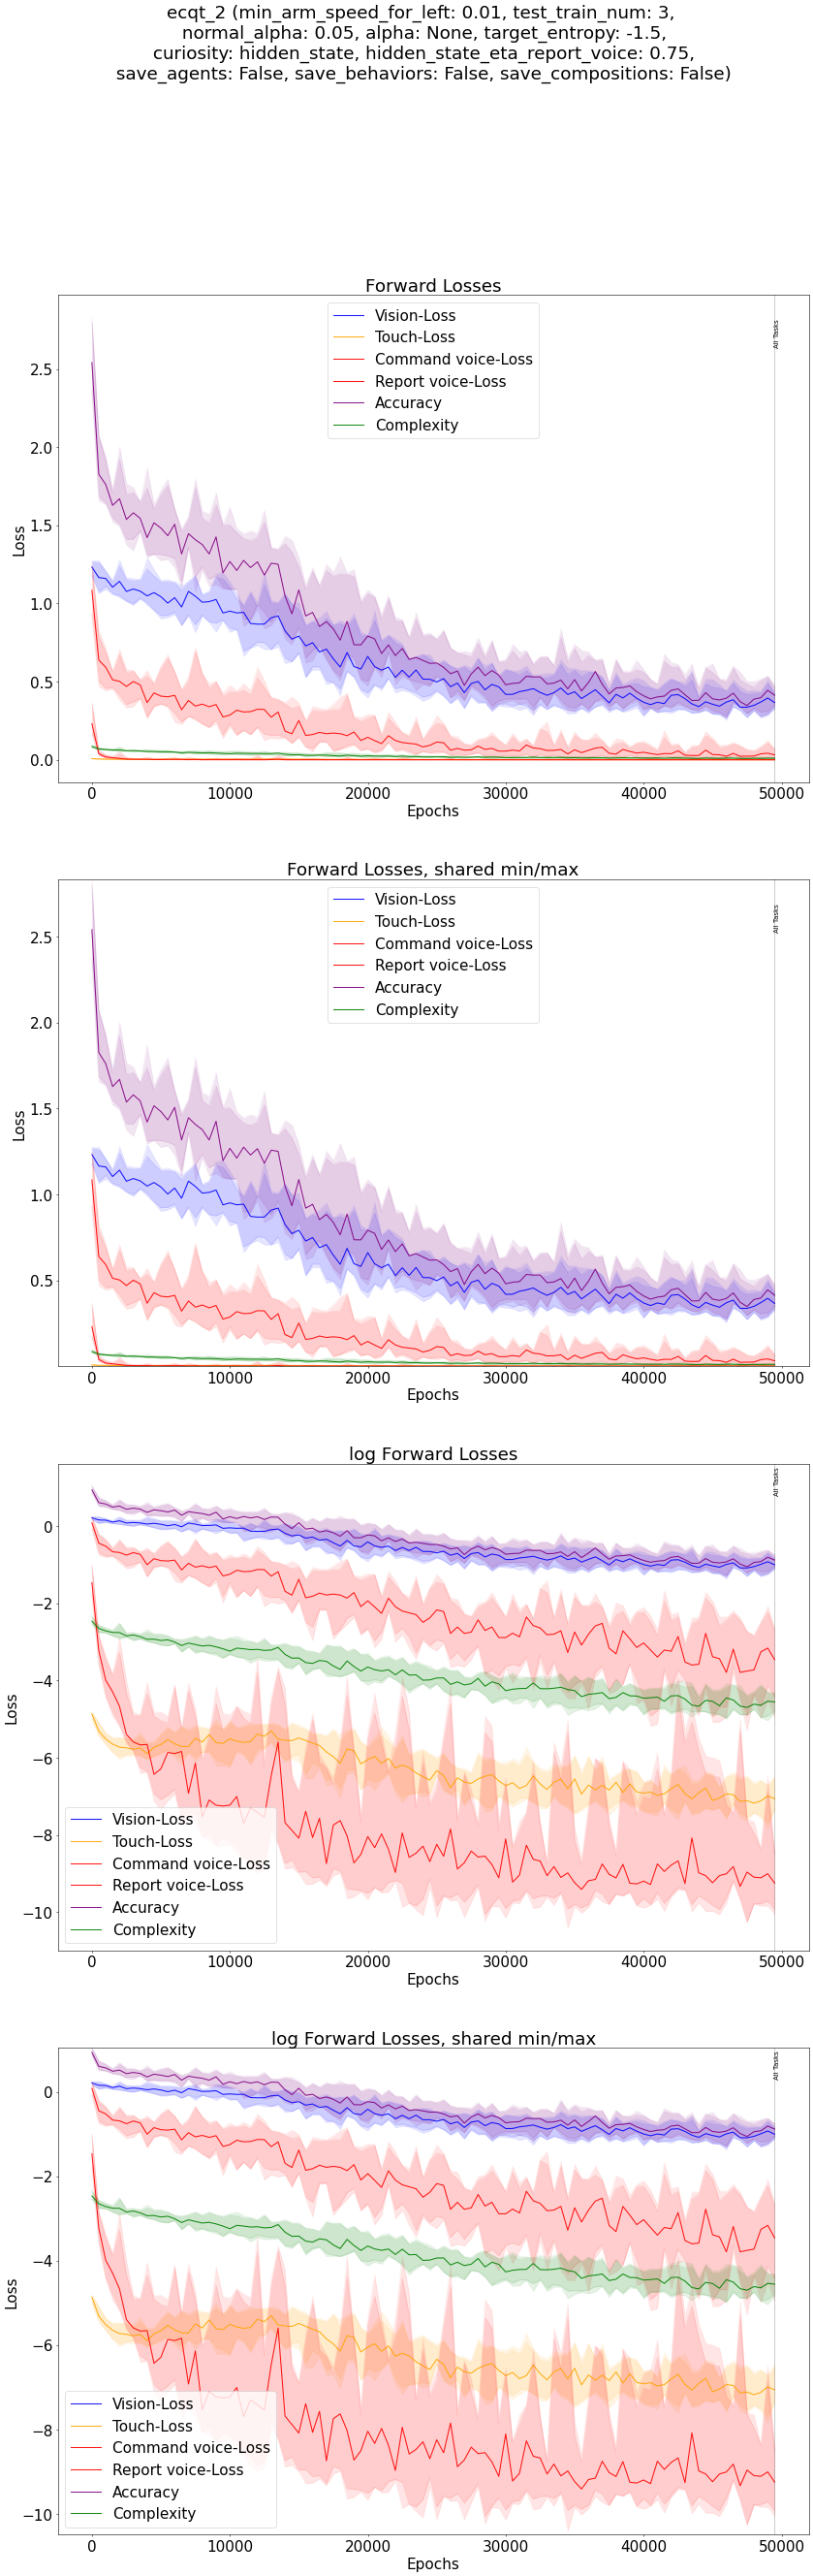 ecqt_2 (min_arm_speed_for_left: 0.01, test_train_num: 3,
normal_alpha: 0.05, alpha: None, target_entropy: -1.5,
curiosity: hidden_state, hidden_state_eta_report_voice: 0.75,
save_agents: False, save_behaviors: False, save_compositions: False)
Forward Losses
Vision-Loss
Touch-Loss
Command voice-Loss
Report voice-Loss
Accuracy
Complexity
All Tasks
2.5
2.0
1.5
1.0
0.5
0.0
Loss
0 10000 20000 30000 40000 50000
Epochs
Forward Losses, shared min/max
Vision-Loss
Touch-Loss
Command voice-Loss
Report voice-Loss
Accuracy
Complexity
All Tasks
2.5
2.0
1.5
1.0
0.5
Loss
0 10000 20000 30000 40000 50000
Epochs
log Forward Losses
All Tasks
0
−2
−4
−6
−8
−10
Loss
Vision-Loss
Touch-Loss
Command voice-Loss
Report voice-Loss
Accuracy
Complexity
0 10000 20000 30000 40000 50000
Epochs
log Forward Losses, shared min/max
All Tasks
0
−2
−4
−6
−8
−10
Loss
Vision-Loss
Touch-Loss
Command voice-Loss
Report voice-Loss
Accuracy
Complexity
0 10000 20000 30000 40000 50000
Epochs